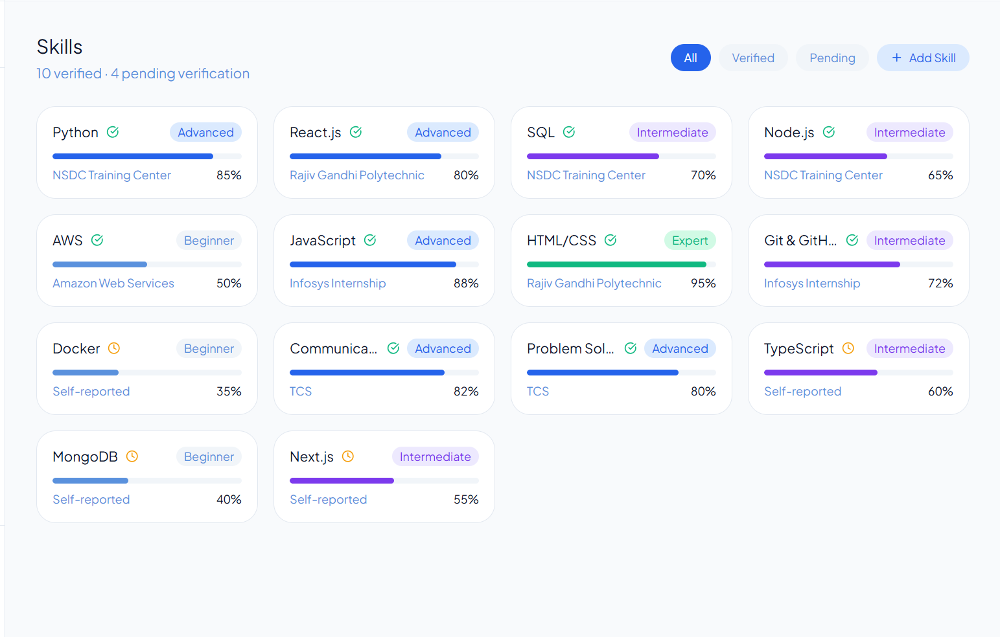 Skills
10 verified · 4 pending verification
All
Verified
Pending
+ Add Skill
Python
Advanced
NSDC Training Center
85%
React.js
Advanced
Rajiv Gandhi Polytechnic
80%
SQL
Intermediate
NSDC Training Center
70%
Node.js
Intermediate
NSDC Training Center
65%
AWS
Beginner
Amazon Web Services
50%
JavaScript
Advanced
Infosys Internship
88%
HTML/CSS
Expert
Rajiv Gandhi Polytechnic
95%
Git & GitH...
Intermediate
Infosys Internship
72%
Docker
Beginner
Self-reported
35%
Communica...
Advanced
TCS
82%
Problem Sol...
Advanced
TCS
80%
TypeScript
Intermediate
Self-reported
60%
MongoDB
Beginner
Self-reported
40%
Next.js
Intermediate
Self-reported
55%